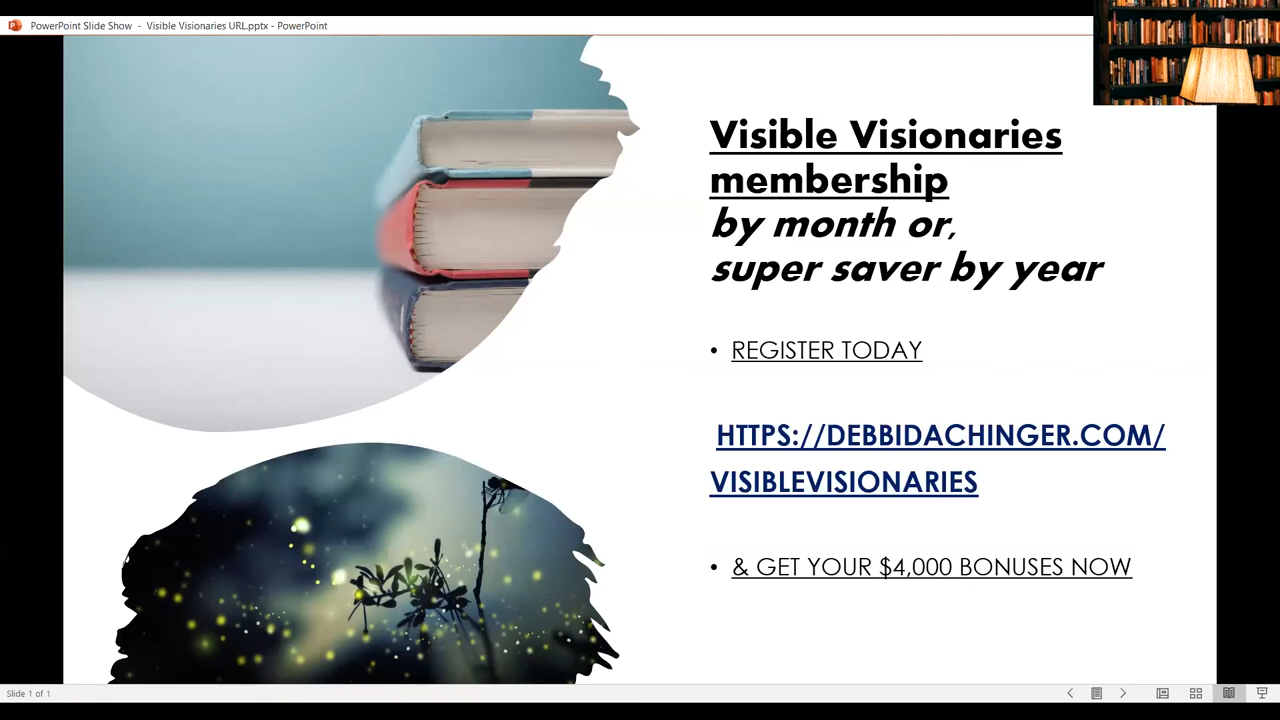 PowerPoint Slide Show - Visible Visionaries URL.pptx - PowerPoint
Visible Visionaries
membership
by month or,
super saver by year
• REGISTER TODAY
HTTPS://DEBBIDACHINGER.COM/
VISIBLEVISIONARIES
• & GET YOUR $4,000 BONUSES NOW
Slide 1 of 1